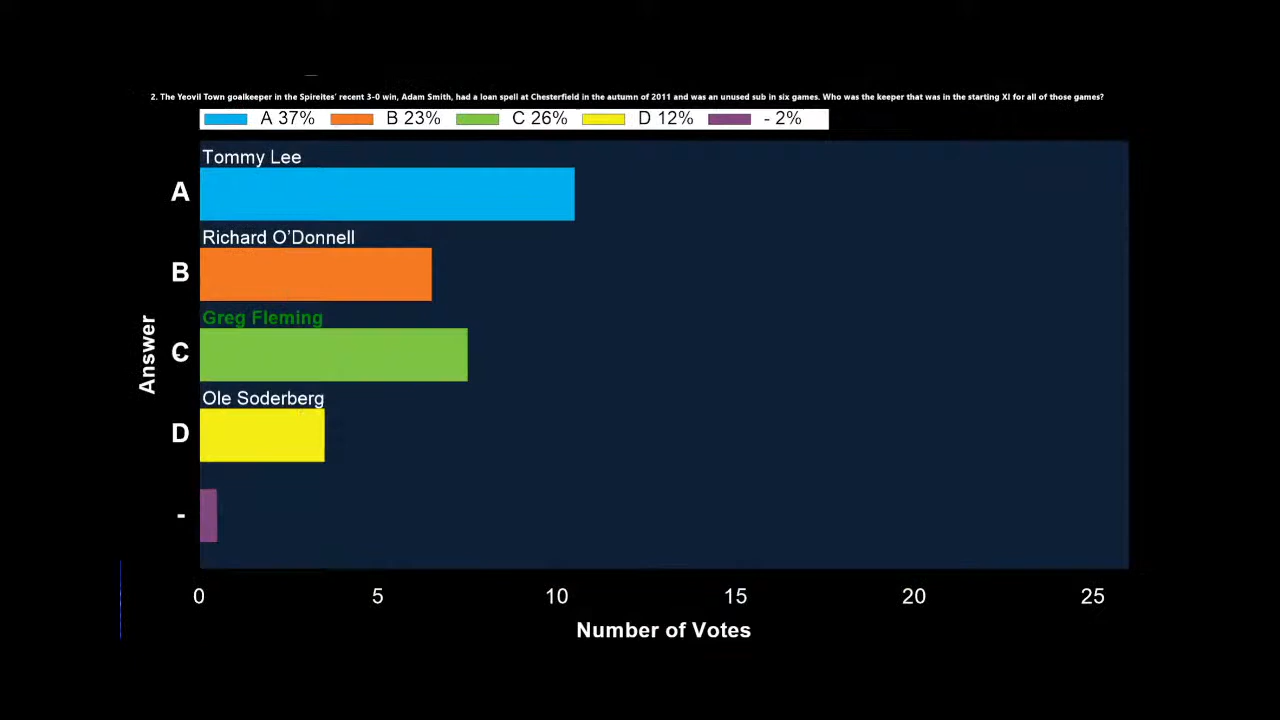 2. The Yeovil Town goalkeeper in the Spireites' recent 3-0 win, Adam Smith, had a loan spell at Chesterfield in the autumn of 2011 and was an unused sub in six games. Who was the keeper that was in the starting XI for all of those games?
A 37% B 23% C 26% D 12% - 2%
Tommy Lee
A
Richard O’Donnell
B
Greg Fleming
C
Ole Soderberg
D
-
Answer
0 5 10 15 20 25
Number of Votes